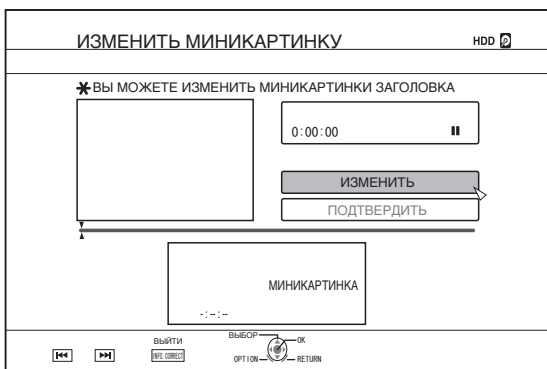 ИЗМЕНИТЬ МИНИКАРТИНКУ
HDD
ВЫ МОЖЕТЕ ИЗМЕНИТЬ МИНИКАРТИНКИ ЗАГОЛОВКА
0:00:00
ИЗМЕНИТЬ
ПОДТВЕРДИТЬ
МИНИКАРТИНКА
-:--:--
ВЫЙТИ
INFO. CORRECT
ВЫБОР
OK
OPTION
RETURN